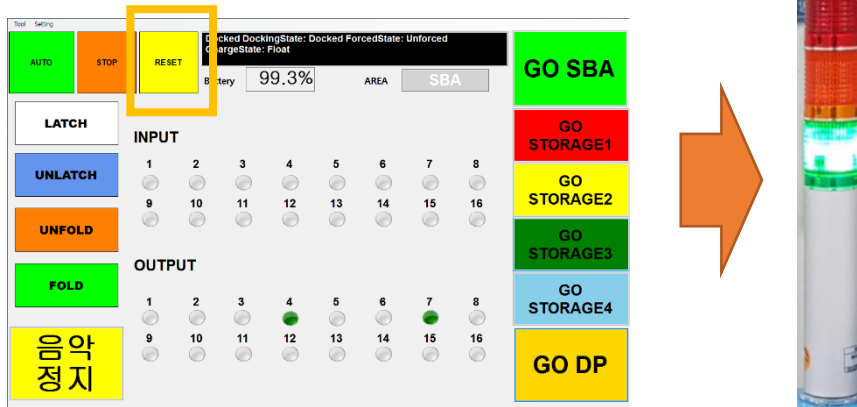 Tool Setting
AUTO
STOP
RESET
Docked DockingState: Docked ForcedState: Unforced
ChargeState: Float
Battery 99.3% AREA SBA
GO SBA
LATCH
UNLATCH
UNFOLD
FOLD
음악
정지
INPUT
1 2 3 4 5 6 7 8
9 10 11 12 13 14 15 16
OUTPUT
1 2 3 4 5 6 7 8
9 10 11 12 13 14 15 16
GO
STORAGE1
GO
STORAGE2
GO
STORAGE3
GO
STORAGE4
GO DP